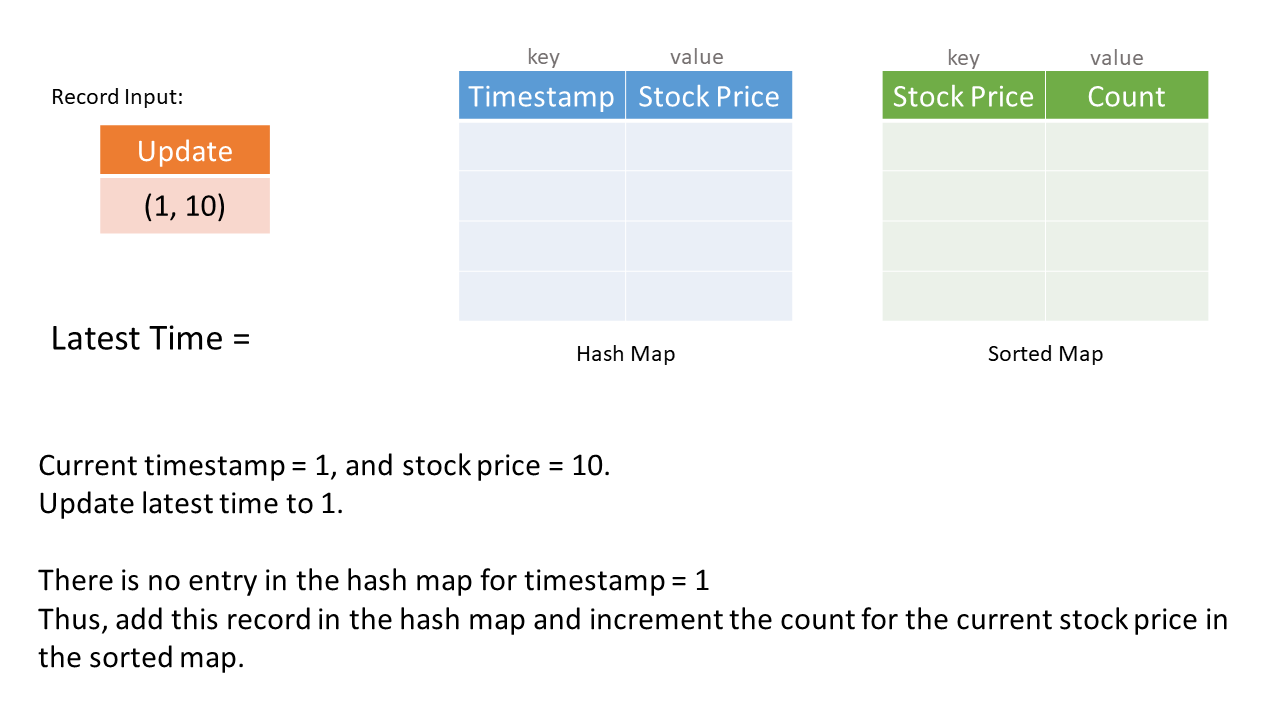 key value
key value
Record Input:
Timestamp Stock Price
Stock Price Count
Update
(1, 10)
Latest Time =
Hash Map
Sorted Map
Current timestamp = 1, and stock price = 10.
Update latest time to 1.
There is no entry in the hash map for timestamp = 1
Thus, add this record in the hash map and increment the count for the current stock price in
the sorted map.